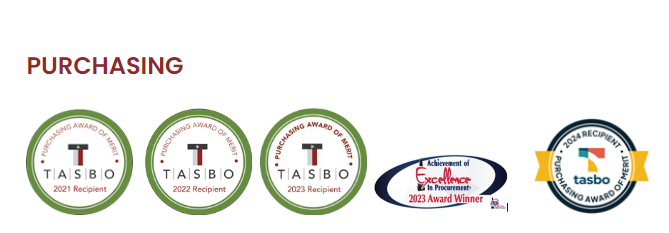 PURCHASING
PURCHASING AWARD OF MERIT
T|A|S|B|O
2021 Recipient
PURCHASING AWARD OF MERIT
T|A|S|B|O
2022 Recipient
PURCHASING AWARD OF MERIT
T|A|S|B|O
2023 Recipient
Achievement of
Excellence
In Procurement®
2023 Award Winner
2024 RECIPIENT
tasbo
PURCHASING AWARD OF MERIT